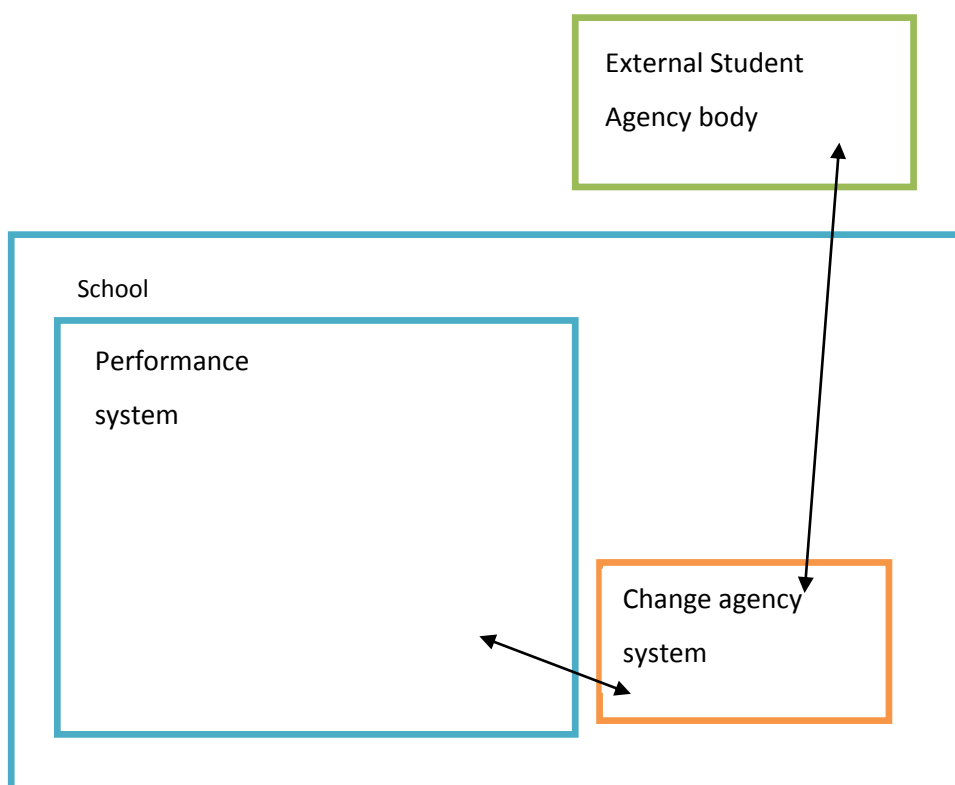 External Student
Agency body
School
Performance
system
Change agency
system